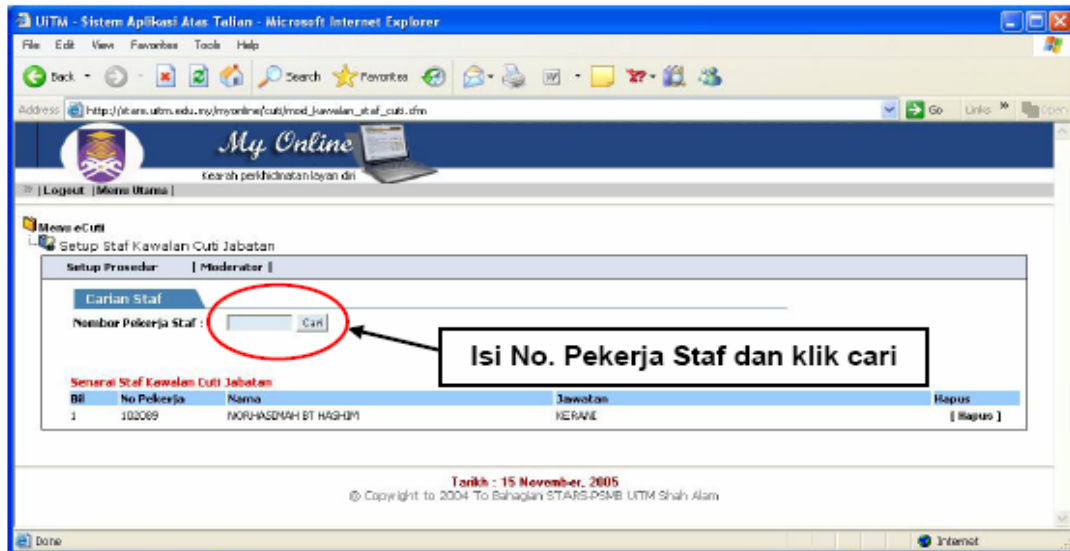 UiTM - Sistem Aplikasi Atas Talian - Microsoft Internet Explorer
File Edit View Favorites Tools Help
Back Search Favorites
Address http://stars.uitm.edu.my/myonline/cuti/mod_kawalan_staf_cuti.cfm Go Links Open
My Online
Kearah perkhidmatan layan diri
» | Logout | Menu Utama |
Menu eCuti
Setup Staf Kawalan Cuti Jabatan
Setup Prosedur | Moderator |
Carian Staf
Nombor Pekerja Staf : Cari
Isi No. Pekerja Staf dan klik cari
Senarai Staf Kawalan Cuti Jabatan
Bil No Pekerja Nama Jawatan Hapus
1 102089 NORHASIMAH BT HASHIM KERANI [ Hapus ]
Tarikh : 15 November, 2005
© Copyright to 2004 To Bahagian STARS-PSMB UiTM Shah Alam
Done Internet